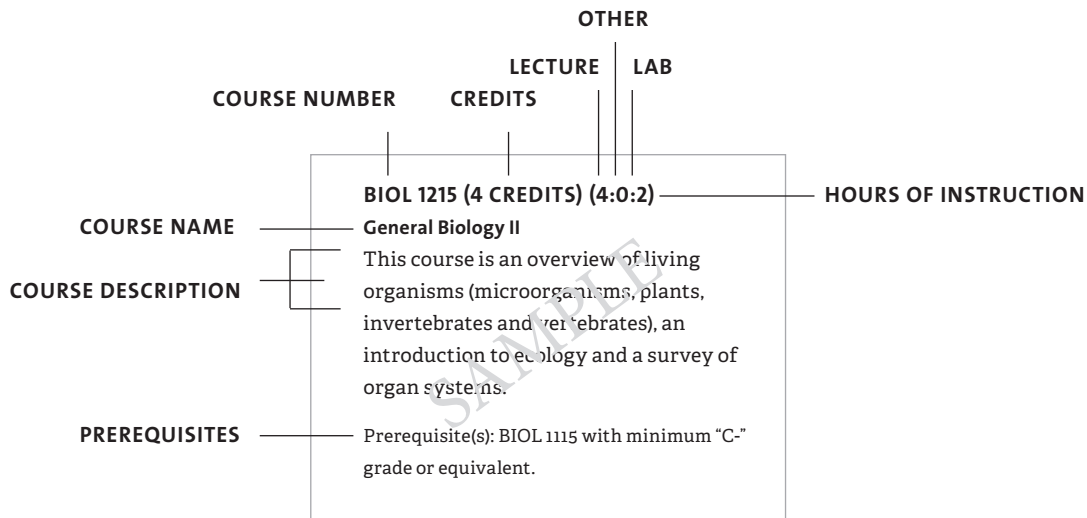 OTHER
LECTURE LAB
COURSE NUMBER CREDITS
BIOL 1215 (4 CREDITS) (4:0:2) HOURS OF INSTRUCTION
COURSE NAME General Biology II
This course is an overview of living
COURSE DESCRIPTION organisms (microorganisms, plants,
invertebrates and vertebrates), an
introduction to ecology and a survey of
organ systems.
SAMPLE
PREREQUISITES Prerequisite(s): BIOL 1115 with minimum “C-”
grade or equivalent.